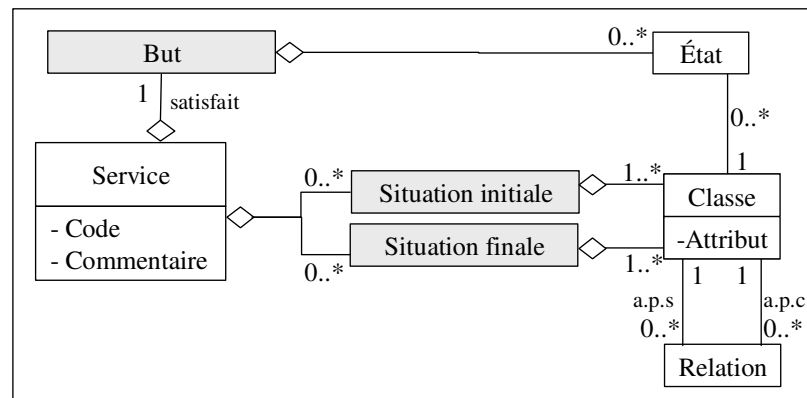 But
0..*
État
1
satisfait
0..*
1
Service
- Code
- Commentaire
0..*
Situation initiale
1..*
Classe
-Attribut
0..*
Situation finale
1..*
1
1
a.p.s
a.p.c
0..*
0..*
Relation